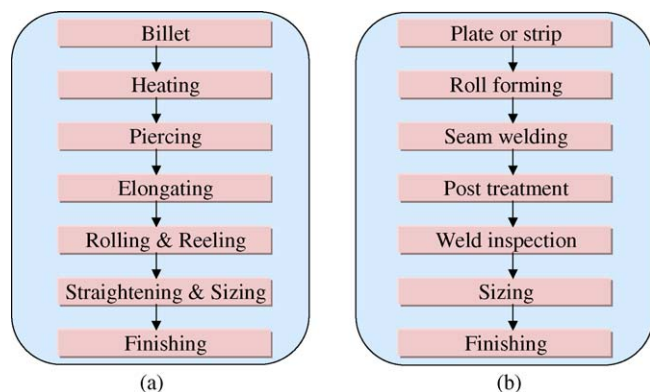 Billet
Heating
Piercing
Elongating
Rolling & Reeling
Straightening & Sizing
Finishing
(a)
Plate or strip
Roll forming
Seam welding
Post treatment
Weld inspection
Sizing
Finishing
(b)